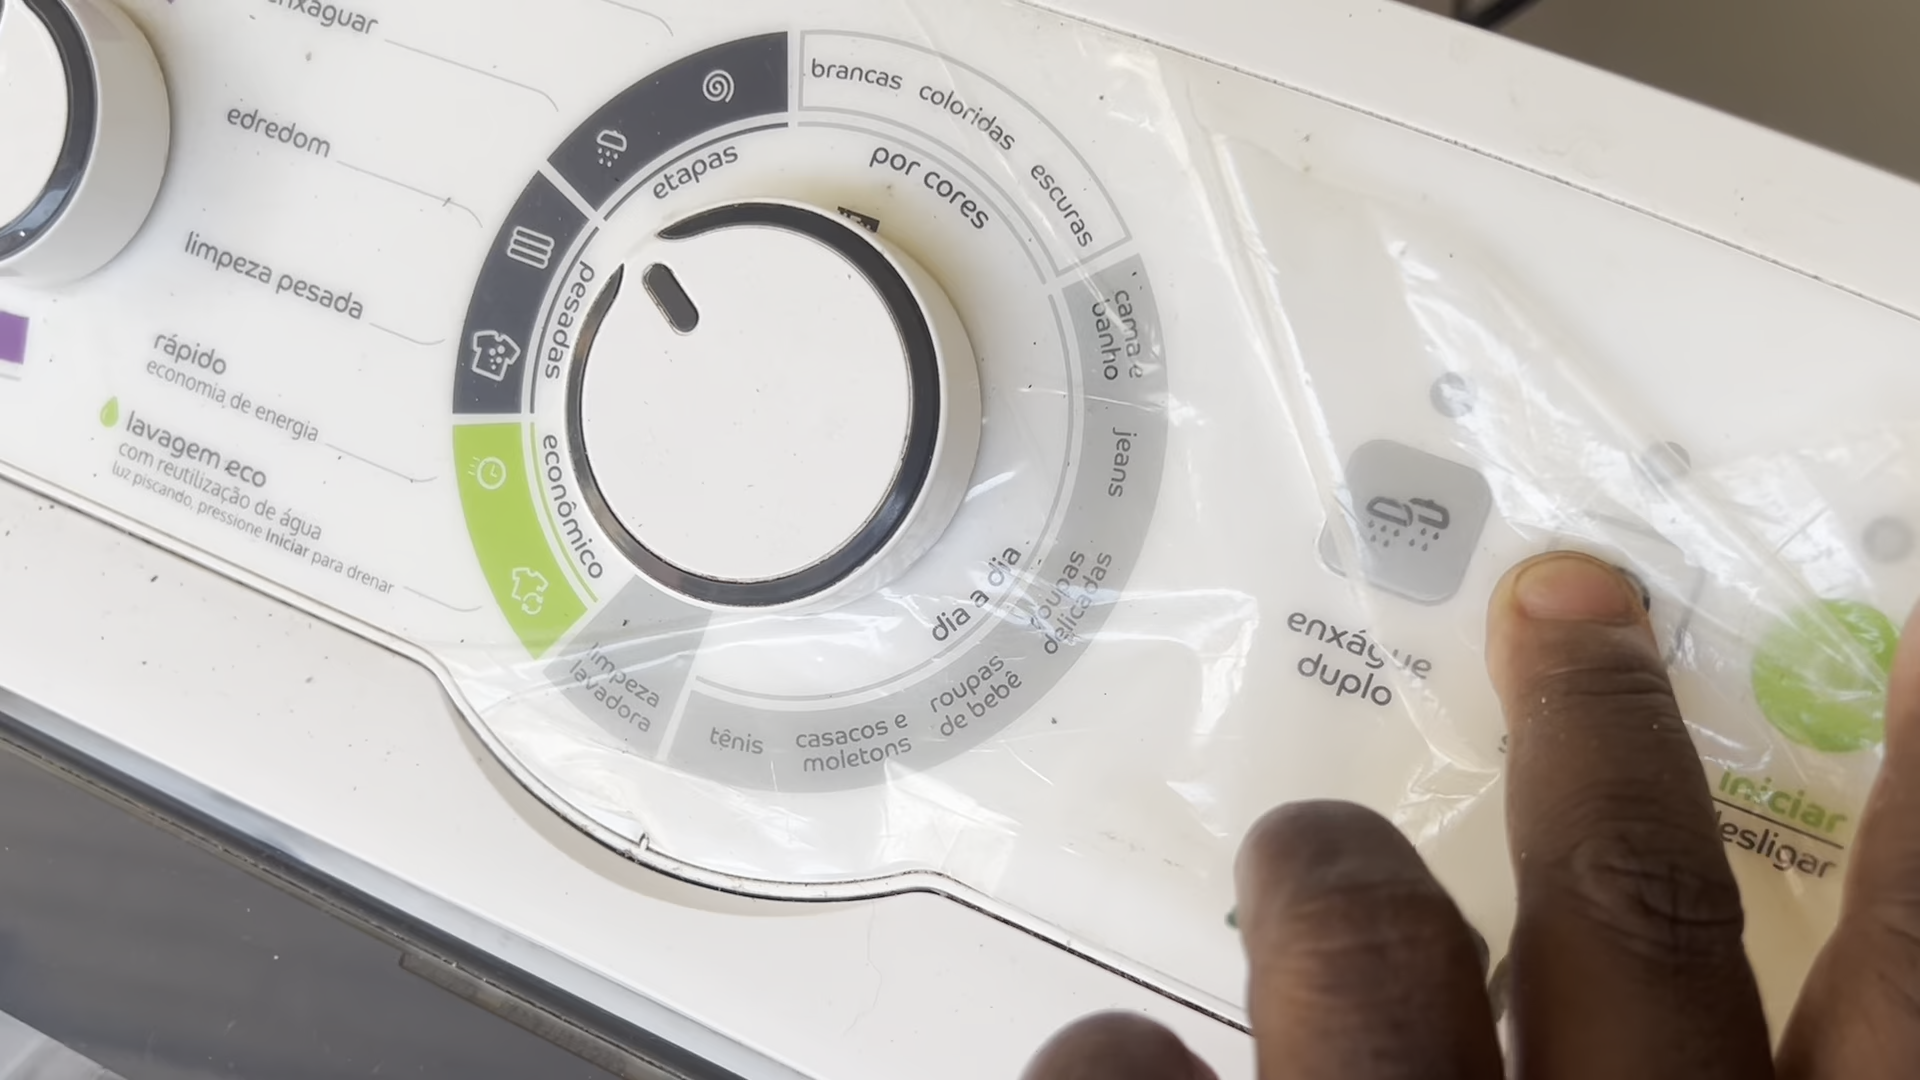 enxaguar
edredom
limpeza pesada
rápido
economia de energia
lavagem eco
com reutilização de água
luz piscando, pressione Iniciar para drenar
etapas
pesadas
econômico
por cores
brancas
coloridas
escuras
cama e
banho
jeans
roupas
delicadas
dia a dia
roupas
de bebê
casacos e
moletons
tênis
limpeza
lavadora
enxágue
duplo
iniciar
desligar